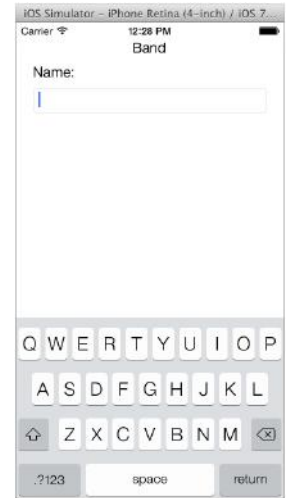 iOS Simulator – iPhone Retina (4-inch) / iOS 7...
Carrier 12:28 PM
Band
Name:
Q W E R T Y U I O P
A S D F G H J K L
Z X C V B N M
.?123 space return